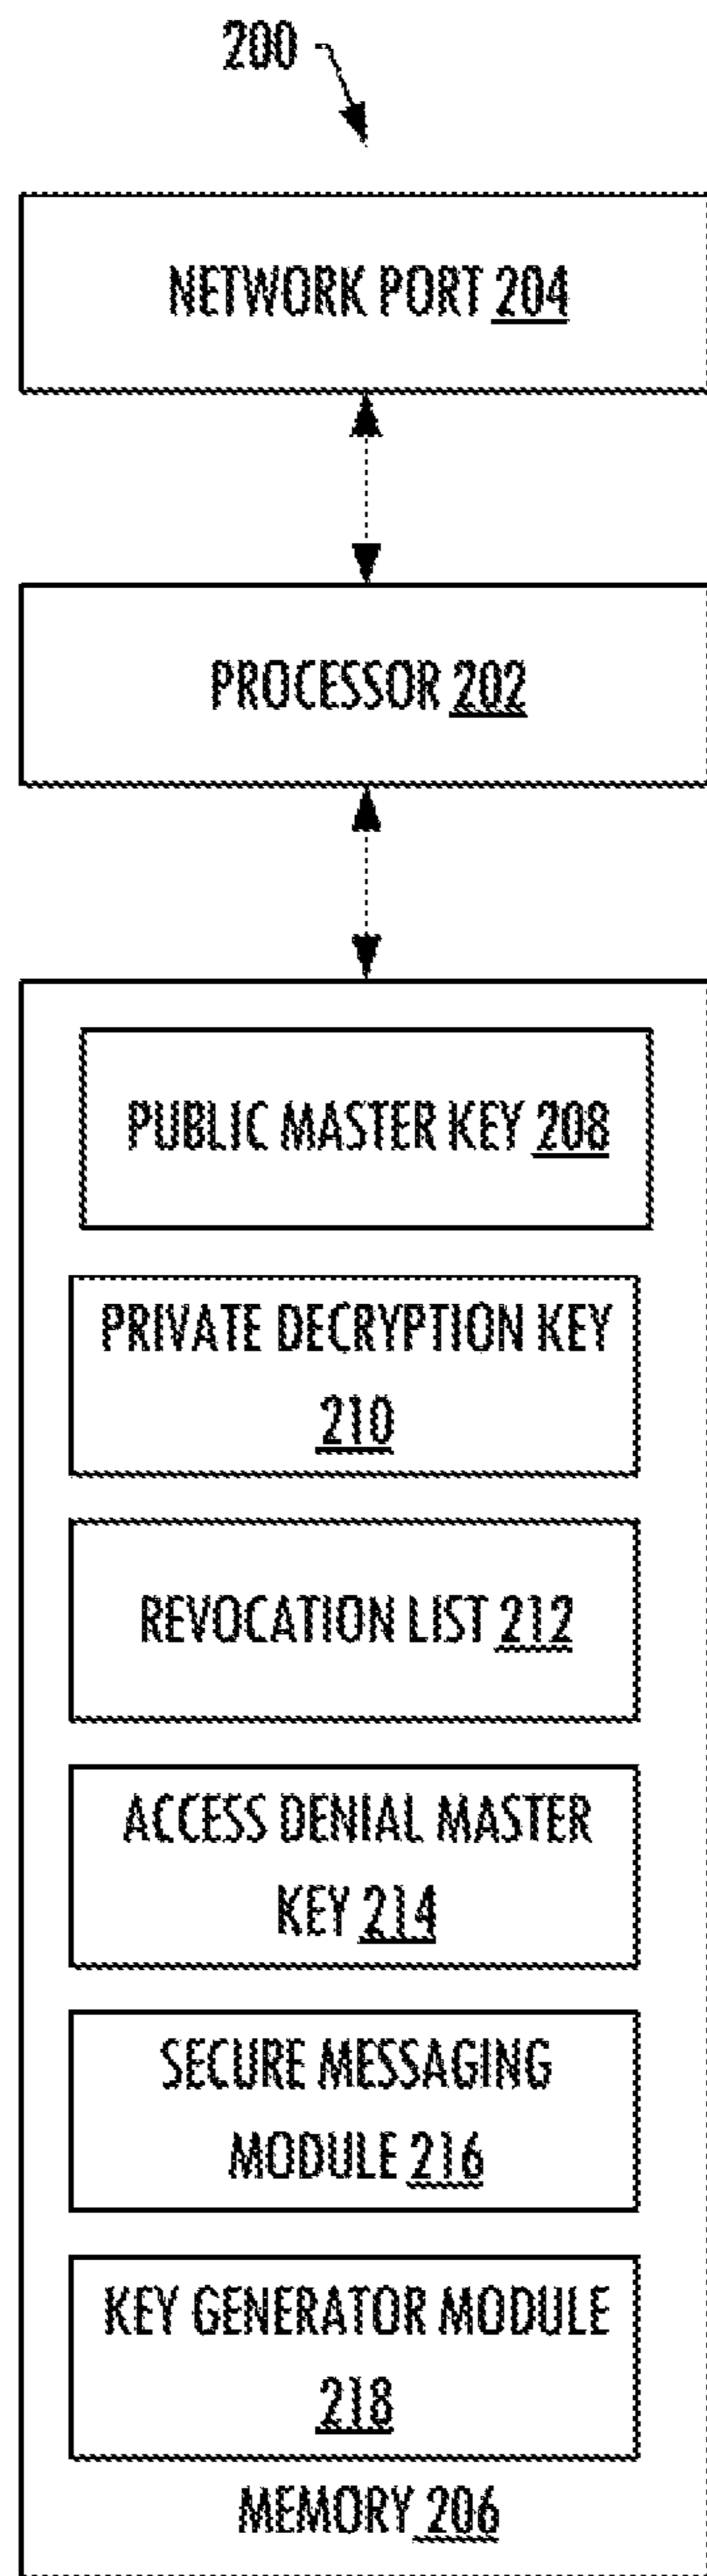 200
NETWORK PORT 204
PROCESSOR 202
PUBLIC MASTER KEY 208
PRIVATE DECRYPTION KEY
210
REVOCATION LIST 212
ACCESS DENIAL MASTER
KEY 214
SECURE MESSAGING
MODULE 216
KEY GENERATOR MODULE
218
MEMORY 206